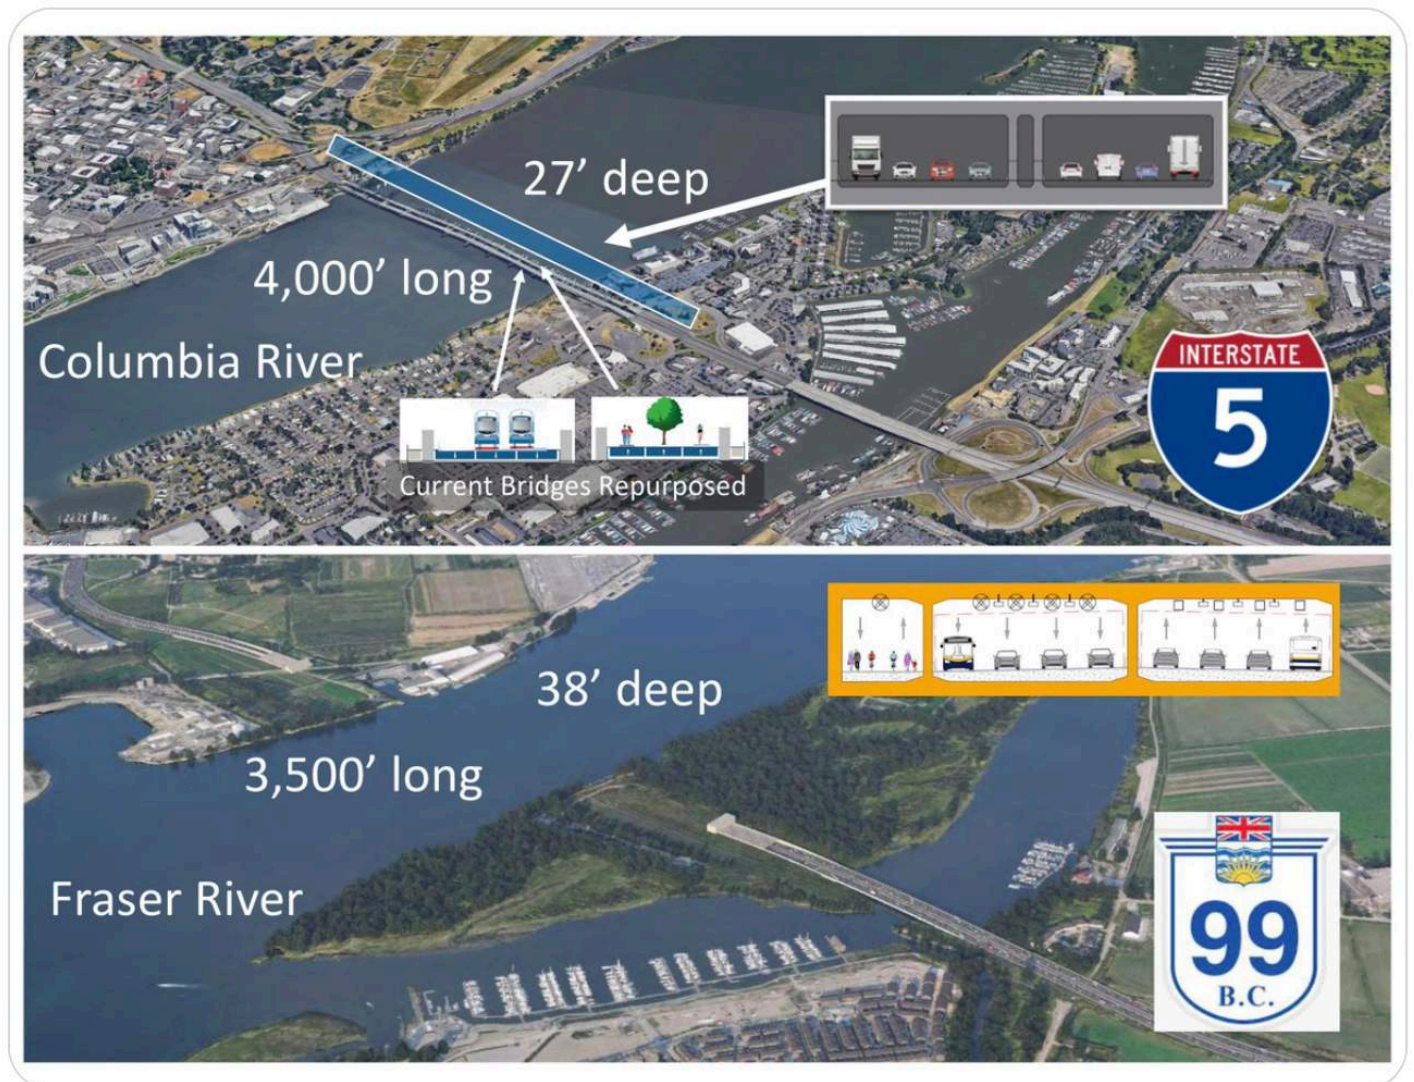 27’ deep
4,000’ long
Columbia River
Current Bridges Repurposed
INTERSTATE
5
38’ deep
3,500’ long
Fraser River
99
B.C.